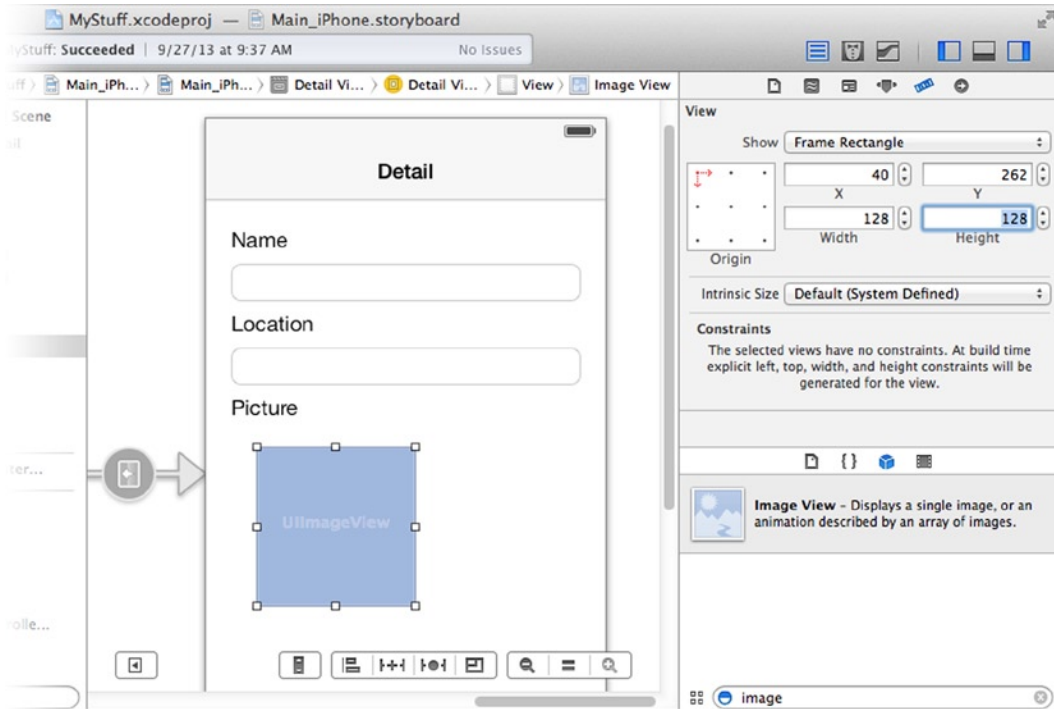 MyStuff.xcodeproj — Main_iPhone.storyboard
MyStuff: Succeeded | 9/27/13 at 9:37 AM No Issues
Main_iPh... Main_iPh... Detail Vi... Detail Vi... View Image View
Scene
View
Show Frame Rectangle
40 262
X Y
128 128
Width Height
Origin
Intrinsic Size Default (System Defined)
Constraints
The selected views have no constraints. At build time
explicit left, top, width, and height constraints will be
generated for the view.
Detail
Name
Location
Picture
UIImageView
{ }
Image View - Displays a single image, or an
animation described by an array of images.
image